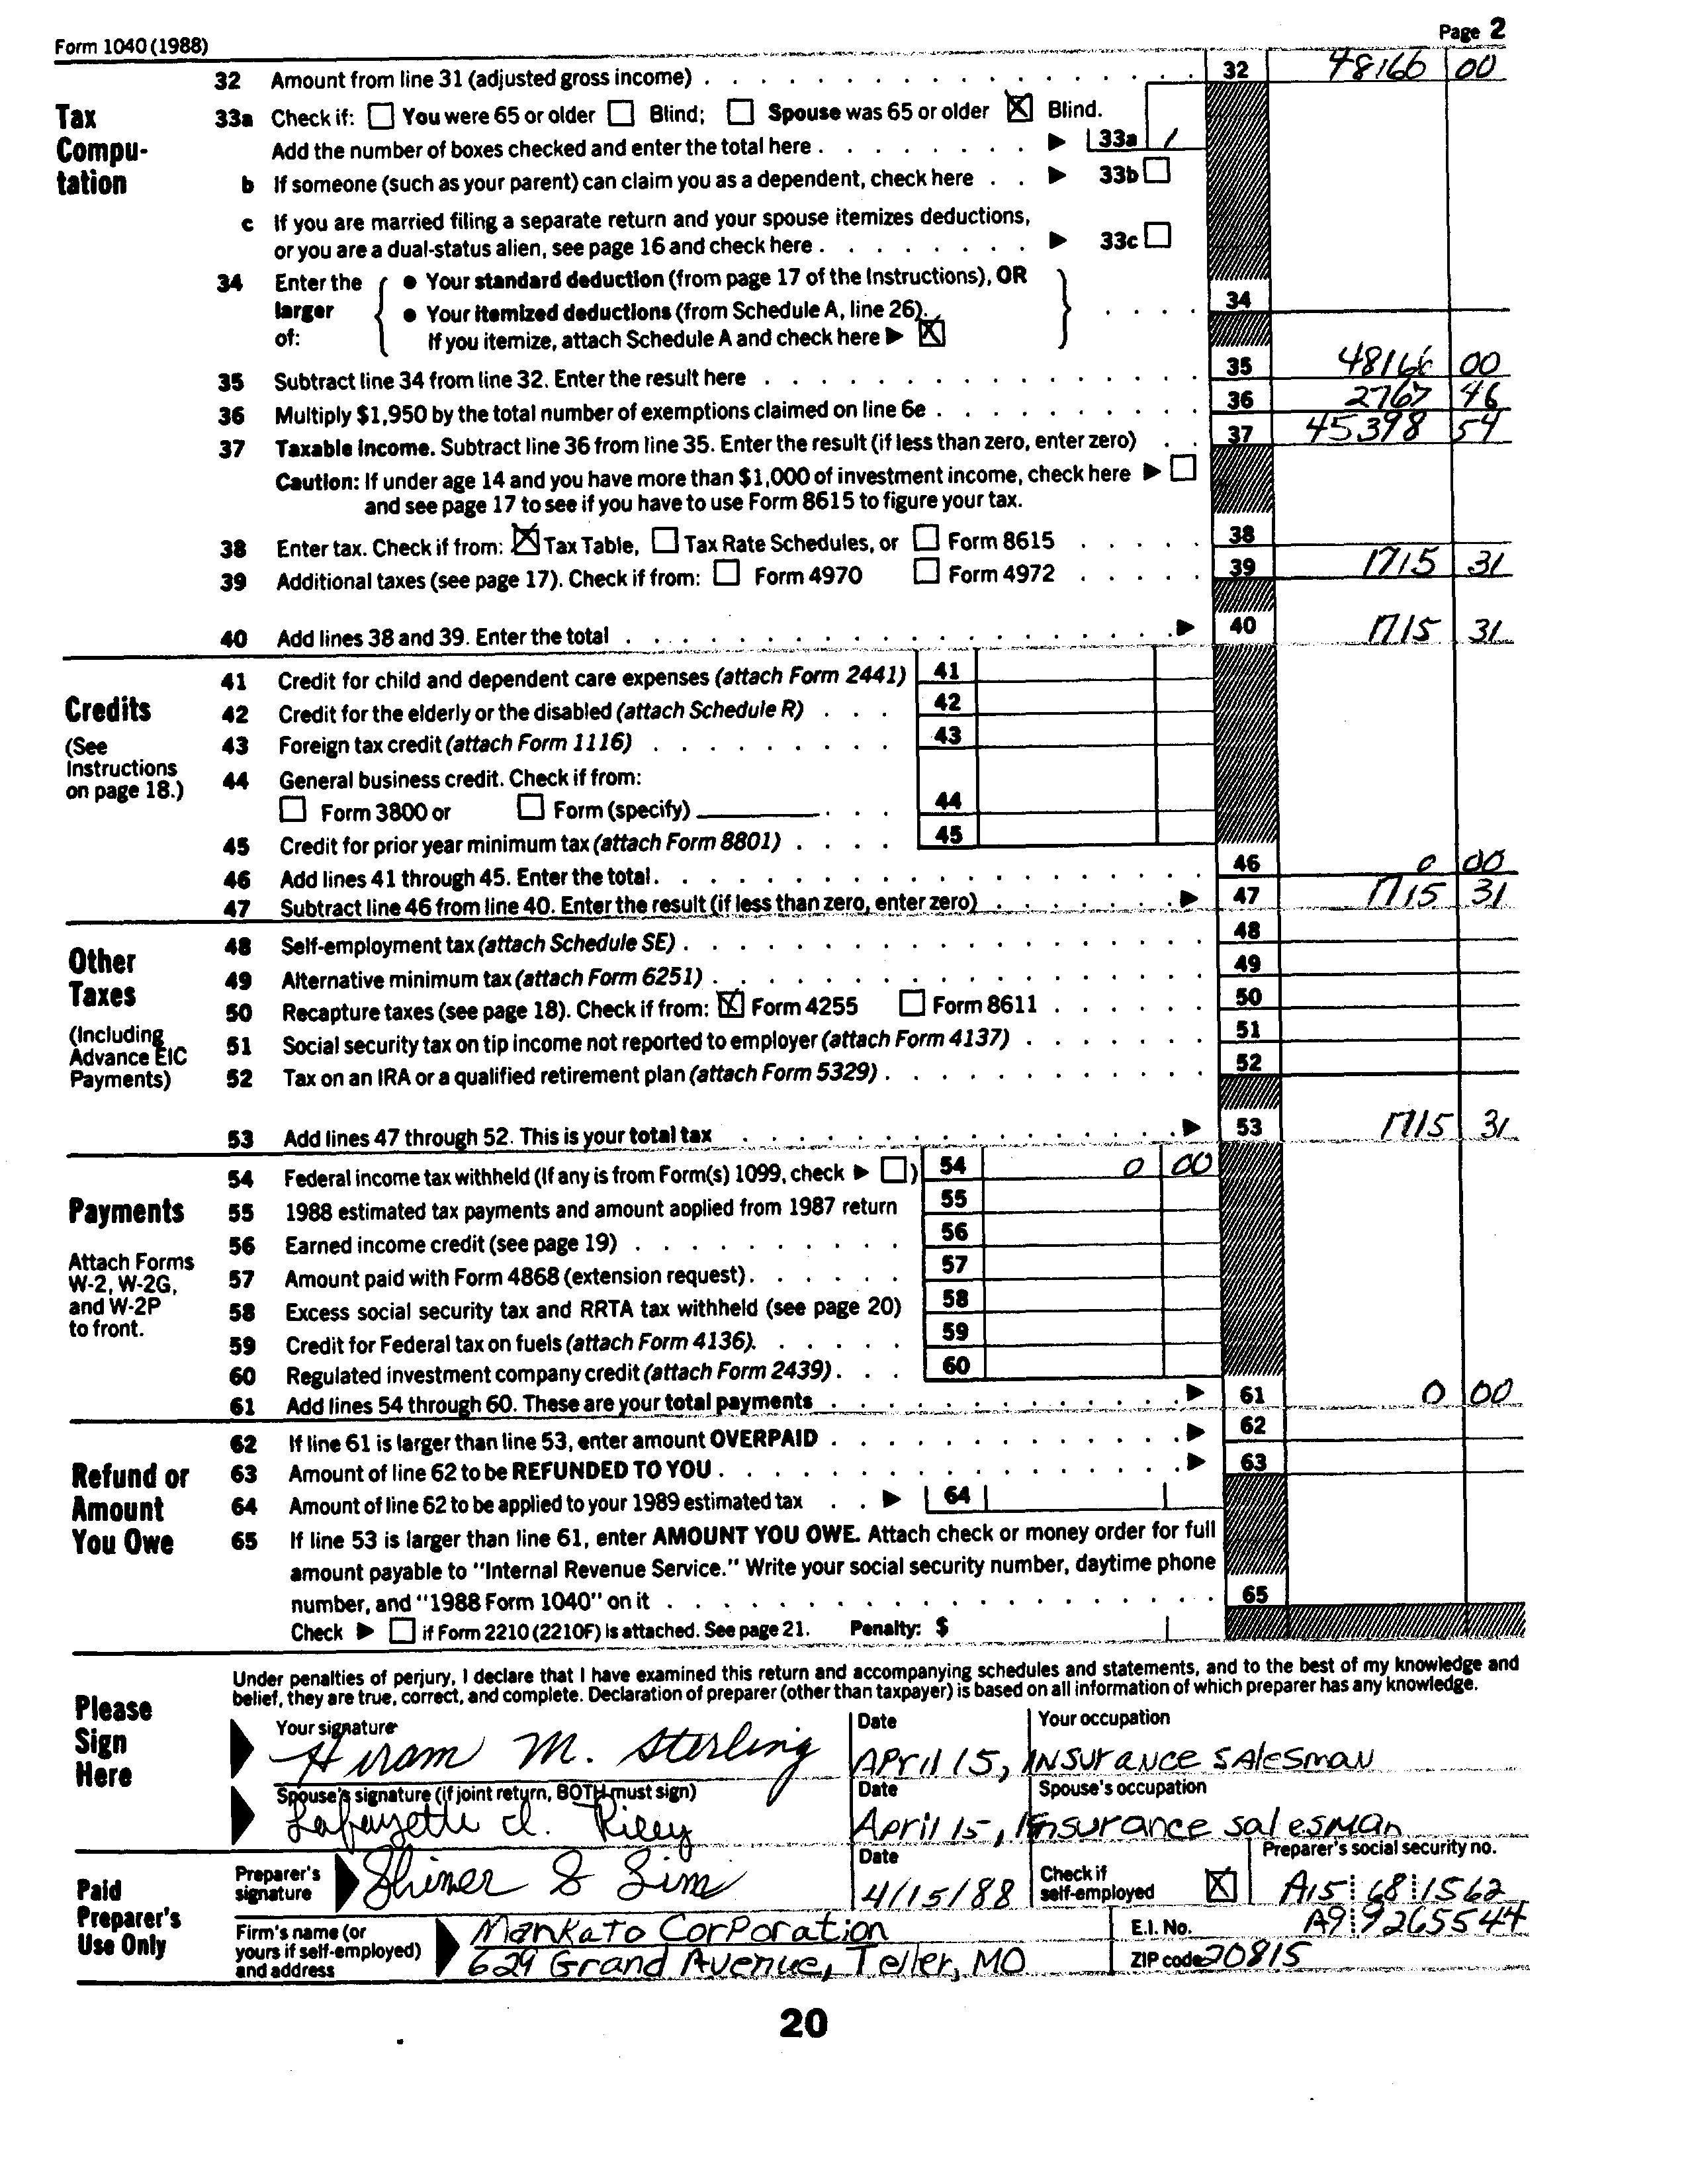 Form 1040 (1988) Page 2
32 Amount from line 31 (adjusted gross income) 32 48166 00
Tax Computation
33a Check if: You were 65 or older Blind; Spouse was 65 or older Blind.
Add the number of boxes checked and enter the total here 33a 1
b If someone (such as your parent) can claim you as a dependent, check here 33b
c If you are married filing a separate return and your spouse itemizes deductions,
or you are a dual-status alien, see page 16 and check here 33c
34 Enter the larger of: • Your standard deduction (from page 17 of the Instructions), OR
• Your itemized deductions (from Schedule A, line 26). 34
If you itemize, attach Schedule A and check here
35 Subtract line 34 from line 32. Enter the result here 35 48166 00
36 Multiply $1,950 by the total number of exemptions claimed on line 6e 36 2767 46
37 Taxable income. Subtract line 36 from line 35. Enter the result (if less than zero, enter zero) 37 45398 54
Caution: If under age 14 and you have more than $1,000 of investment income, check here
and see page 17 to see if you have to use Form 8615 to figure your tax.
38 Enter tax. Check if from: Tax Table, Tax Rate Schedules, or Form 8615 38
39 Additional taxes (see page 17). Check if from: Form 4970 Form 4972 39 1715 31
40 Add lines 38 and 39. Enter the total 40 1715 31
Credits
(See Instructions on page 18.)
41 Credit for child and dependent care expenses (attach Form 2441) 41
42 Credit for the elderly or the disabled (attach Schedule R) 42
43 Foreign tax credit (attach Form 1116) 43
44 General business credit. Check if from:
Form 3800 or Form (specify) 44
45 Credit for prior year minimum tax (attach Form 8801) 45
46 Add lines 41 through 45. Enter the total. 46 0 00
47 Subtract line 46 from line 40. Enter the result (if less than zero, enter zero) 47 1715 31
Other Taxes
(Including Advance EIC Payments)
48 Self-employment tax (attach Schedule SE) 48
49 Alternative minimum tax (attach Form 6251) 49
50 Recapture taxes (see page 18). Check if from: Form 4255 Form 8611 50
51 Social security tax on tip income not reported to employer (attach Form 4137) 51
52 Tax on an IRA or a qualified retirement plan (attach Form 5329) 52
53 Add lines 47 through 52. This is your total tax 53 1715 31
Payments
Attach Forms W-2, W-2G, and W-2P to front.
54 Federal income tax withheld (If any is from Form(s) 1099, check ) 54 0 00
55 1988 estimated tax payments and amount applied from 1987 return 55
56 Earned income credit (see page 19) 56
57 Amount paid with Form 4868 (extension request) 57
58 Excess social security tax and RRTA tax withheld (see page 20) 58
59 Credit for Federal tax on fuels (attach Form 4136). 59
60 Regulated investment company credit (attach Form 2439) 60
61 Add lines 54 through 60. These are your total payments 61 0 00
Refund or Amount You Owe
62 If line 61 is larger than line 53, enter amount OVERPAID 62
63 Amount of line 62 to be REFUNDED TO YOU 63
64 Amount of line 62 to be applied to your 1989 estimated tax 64
65 If line 53 is larger than line 61, enter AMOUNT YOU OWE. Attach check or money order for full
amount payable to "Internal Revenue Service." Write your social security number, daytime phone
number, and "1988 Form 1040" on it 65
Check if Form 2210 (2210F) is attached. See page 21. Penalty: $
Please Sign Here
Under penalties of perjury, I declare that I have examined this return and accompanying schedules and statements, and to the best of my knowledge and
belief, they are true, correct, and complete. Declaration of preparer (other than taxpayer) is based on all information of which preparer has any knowledge.
Your signature Date Your occupation
Hiram M. Sterling April 15, Insurance Salesman
Spouse's signature (if joint return, BOTH must sign) Date Spouse's occupation
Lafayette d. Riley April 15, Insurance salesman
Paid Preparer's Use Only
Preparer's signature Date Check if self-employed Preparer's social security no.
Shiner & Sim 4/15/88 A15 68 1562
Firm's name (or yours if self-employed) and address E.I. No. A9 9265544
Mankato Corporation
629 Grand Avenue, Teller, MO ZIP code 20815
20